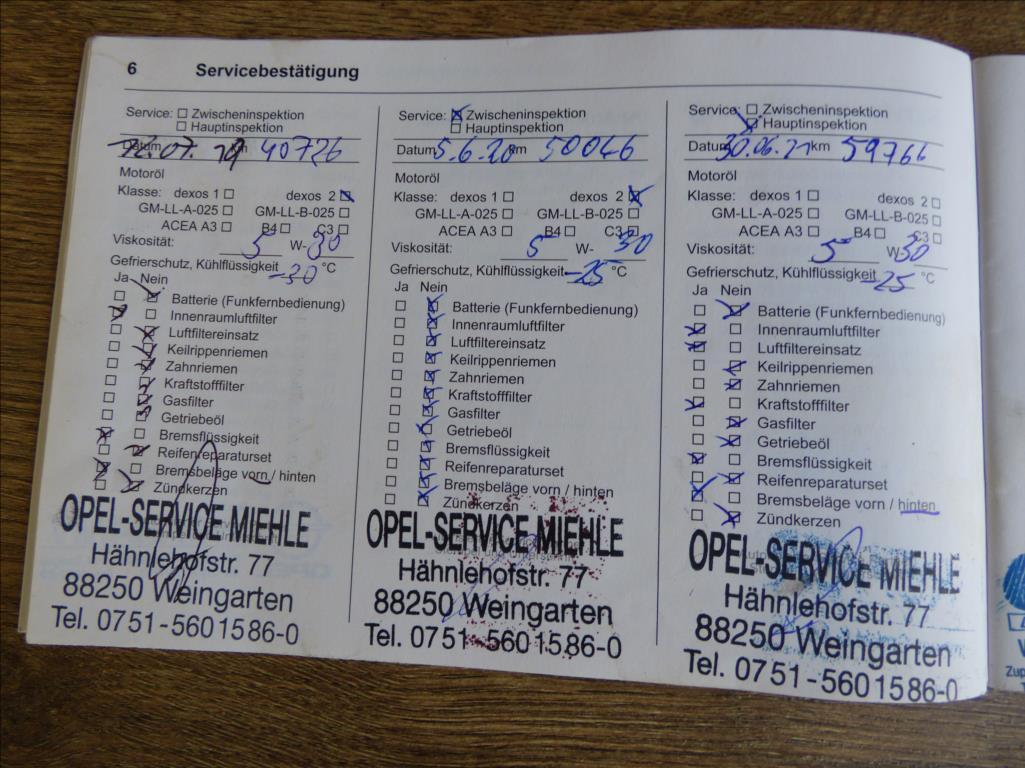 6 Servicebestätigung
Service: ☐ Zwischeninspektion
☐ Hauptinspektion
Datum 12.07.19 km 40726
Motoröl
Klasse: dexos 1 ☐ dexos 2 ☒
GM-LL-A-025 ☐ GM-LL-B-025 ☐
ACEA A3 ☐ B4 ☐ C3 ☐
Viskosität: 5 W- 30
Gefrierschutz, Kühlflüssigkeit -30 °C
Ja Nein
☐ ☒ Batterie (Funkfernbedienung)
☒ ☐ Innenraumluftfilter
☐ ☒ Luftfiltereinsatz
☐ ☒ Keilrippenriemen
☐ ☒ Zahnriemen
☐ ☒ Kraftstofffilter
☐ ☒ Gasfilter
☐ ☒ Getriebeöl
☒ ☐ Bremsflüssigkeit
☐ ☒ Reifenreparaturset
☒ ☐ Bremsbeläge vorn / hinten
☐ ☒ Zündkerzen
OPEL-SERVICE MIEHLE
Hähnlehofstr. 77
88250 Weingarten
Tel. 0751-5601586-0
Service: ☒ Zwischeninspektion
☐ Hauptinspektion
Datum 5.6.20 km 50046
Motoröl
Klasse: dexos 1 ☐ dexos 2 ☒
GM-LL-A-025 ☐ GM-LL-B-025 ☐
ACEA A3 ☐ B4 ☐ C3 ☐
Viskosität: 5 W- 30
Gefrierschutz, Kühlflüssigkeit -25 °C
Ja Nein
☐ ☒ Batterie (Funkfernbedienung)
☐ ☒ Innenraumluftfilter
☐ ☒ Luftfiltereinsatz
☐ ☒ Keilrippenriemen
☐ ☒ Zahnriemen
☐ ☒ Kraftstofffilter
☐ ☒ Gasfilter
☐ ☒ Getriebeöl
☐ ☒ Bremsflüssigkeit
☐ ☒ Reifenreparaturset
☐ ☒ Bremsbeläge vorn / hinten
☐ ☒ Zündkerzen
OPEL-SERVICE MIEHLE
Hähnlehofstr. 77
88250 Weingarten
Tel. 0751-5601586-0
Service: ☐ Zwischeninspektion
☒ Hauptinspektion
Datum 30.06.21 km 59766
Motoröl
Klasse: dexos 1 ☐ dexos 2 ☐
GM-LL-A-025 ☐ GM-LL-B-025 ☐
ACEA A3 ☐ B4 ☐ C3 ☐
Viskosität: 5 W 30
Gefrierschutz, Kühlflüssigkeit -25 °C
Ja Nein
☐ ☒ Batterie (Funkfernbedienung)
☒ ☐ Innenraumluftfilter
☒ ☐ Luftfiltereinsatz
☐ ☒ Keilrippenriemen
☐ ☒ Zahnriemen
☒ ☐ Kraftstofffilter
☐ ☒ Gasfilter
☐ ☒ Getriebeöl
☒ ☐ Bremsflüssigkeit
☐ ☒ Reifenreparaturset
☒ ☐ Bremsbeläge vorn / hinten
☐ ☒ Zündkerzen
OPEL-SERVICE MIEHLE
Hähnlehofstr. 77
88250 Weingarten
Tel. 0751-5601586-0